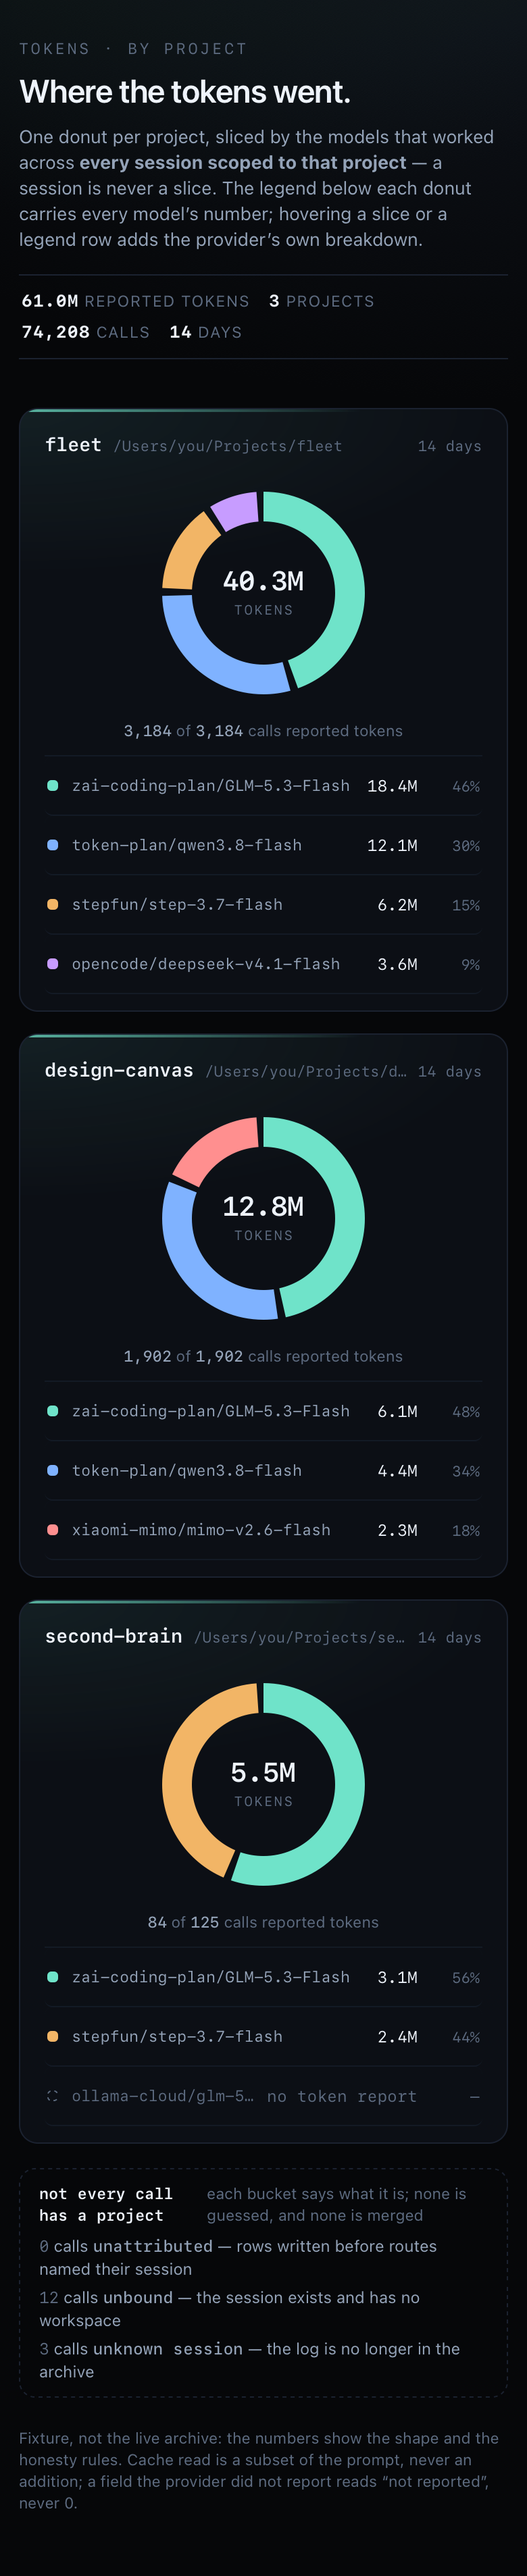 TOKENS · BY PROJECT
Where the tokens went.
One donut per project, sliced by the models that worked
across every session scoped to that project — a
session is never a slice. The legend below each donut
carries every model’s number; hovering a slice or a
legend row adds the provider’s own breakdown.
61.0M REPORTED TOKENS 3 PROJECTS
74,208 CALLS 14 DAYS
fleet /Users/you/Projects/fleet 14 days
40.3M
TOKENS
3,184 of 3,184 calls reported tokens
zai-coding-plan/GLM-5.3-Flash 18.4M 46%
token-plan/qwen3.8-flash 12.1M 30%
stepfun/step-3.7-flash 6.2M 15%
opencode/deepseek-v4.1-flash 3.6M 9%
design-canvas /Users/you/Projects/d… 14 days
12.8M
TOKENS
1,902 of 1,902 calls reported tokens
zai-coding-plan/GLM-5.3-Flash 6.1M 48%
token-plan/qwen3.8-flash 4.4M 34%
xiaomi-mimo/mimo-v2.6-flash 2.3M 18%
second-brain /Users/you/Projects/se… 14 days
5.5M
TOKENS
84 of 125 calls reported tokens
zai-coding-plan/GLM-5.3-Flash 3.1M 56%
stepfun/step-3.7-flash 2.4M 44%
ollama-cloud/glm-5… no token report —
not every call has a project
each bucket says what it is; none is
guessed, and none is merged
0 calls unattributed — rows written before routes
named their session
12 calls unbound — the session exists and has no
workspace
3 calls unknown session — the log is no longer in the
archive
Fixture, not the live archive: the numbers show the shape and the
honesty rules. Cache read is a subset of the prompt, never an
addition; a field the provider did not report reads “not reported”,
never 0.